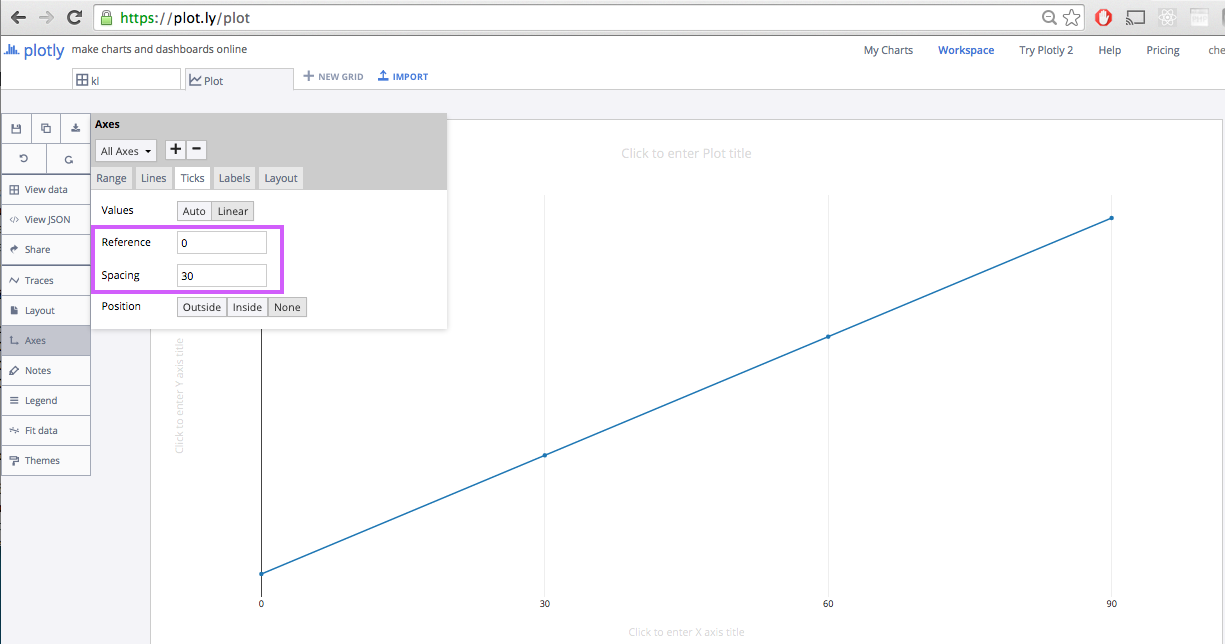 https://plot.ly/plot
plotly make charts and dashboards online My Charts Workspace Try Plotly 2 Help Pricing che
kl Plot NEW GRID IMPORT
Axes
All Axes
Range Lines Ticks Labels Layout
Values Auto Linear
Reference 0
Spacing 30
Position Outside Inside None
View data
View JSON
Share
Traces
Layout
Axes
Notes
Legend
Fit data
Themes
Click to enter Plot title
Click to enter Y axis title
0 30 60 90
Click to enter X axis title